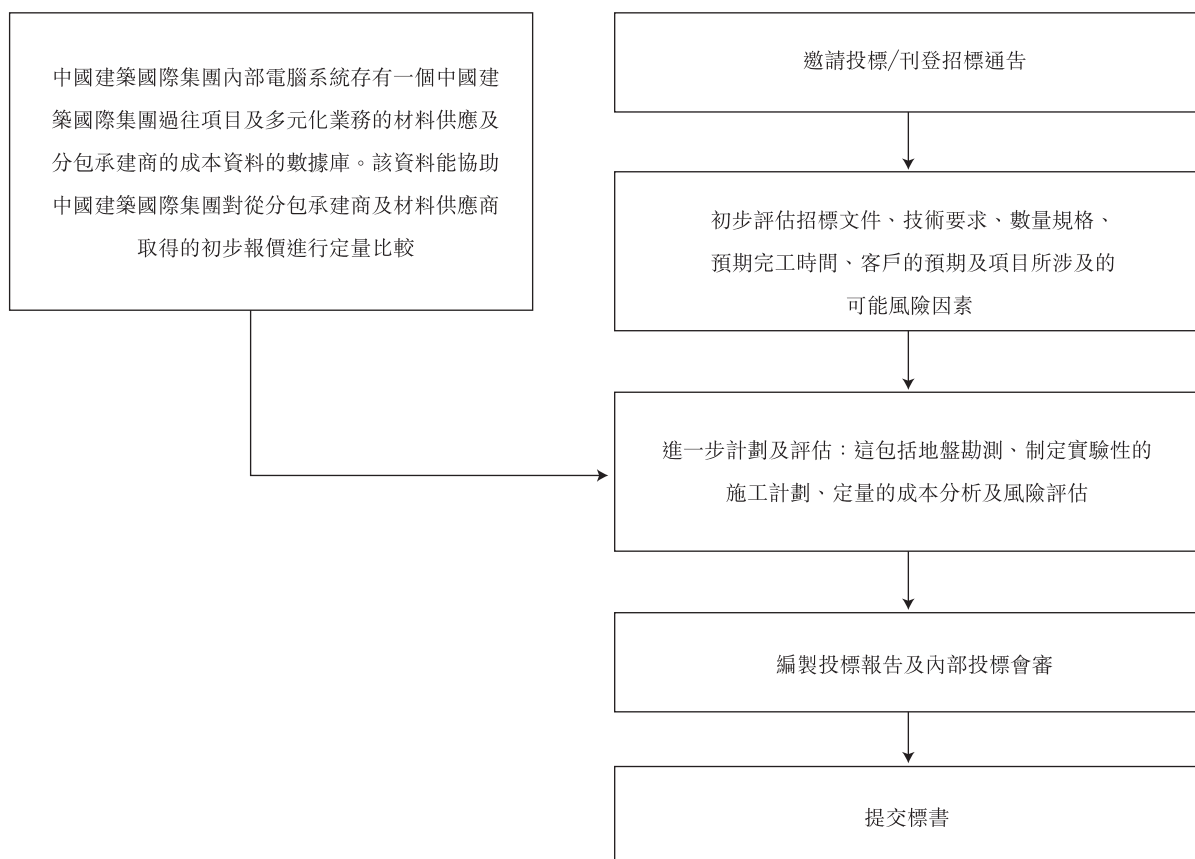 中國建築國際集團內部電腦系統存有一個中國建
築國際集團過往項目及多元化業務的材料供應及
分包承建商的成本資料的數據庫。該資料能協助
中國建築國際集團對從分包承建商及材料供應商
取得的初步報價進行定量比較
邀請投標/刊登招標通告
初步評估招標文件、技術要求、數量規格、
預期完工時間、客戶的預期及項目所涉及的
可能風險因素
進一步計劃及評估：這包括地盤勘測、制定實驗性的
施工計劃、定量的成本分析及風險評估
編製投標報告及內部投標會審
提交標書